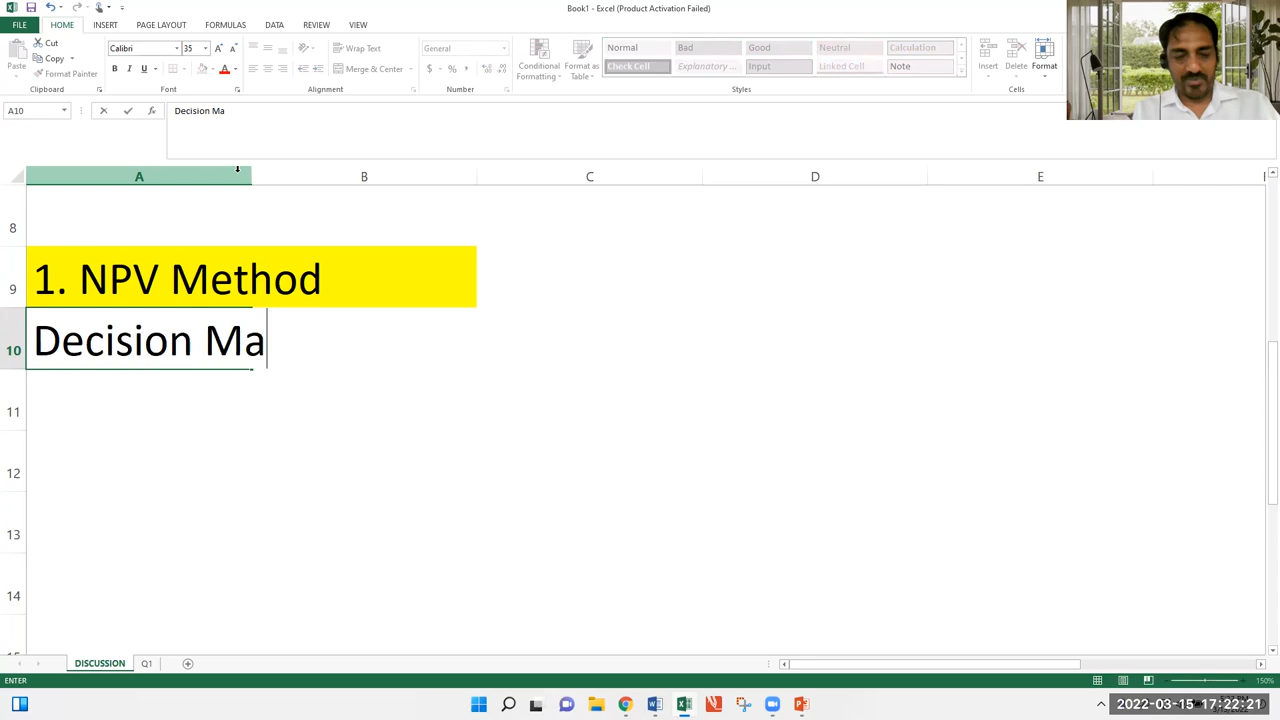 Book1 - Excel (Product Activation Failed)
FILE HOME INSERT PAGE LAYOUT FORMULAS DATA REVIEW VIEW
Paste
Cut
Copy
Format Painter
Calibri 35
B I U
A A
Wrap Text
Merge & Center
General
$ % ,
Conditional Formatting
Format as Table
Normal Bad Good Neutral Calculation
Check Cell Explanatory ... Input Linked Cell Note
Insert Delete Format
Clipboard Font Alignment Number Styles Cells
A10 fx Decision Ma
A B C D E
8
9 1. NPV Method
10 Decision Ma
11
12
13
14
DISCUSSION Q1
ENTER 150%
2022-03-15 17:22:21